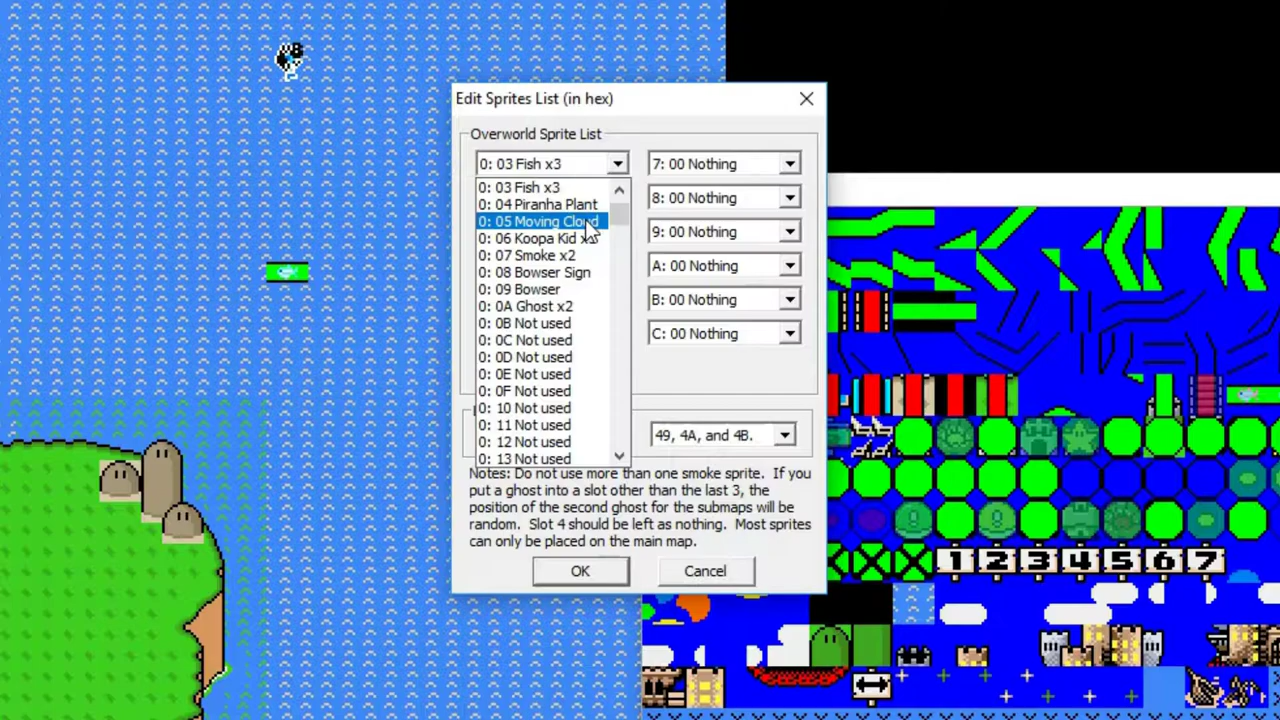 Edit Sprites List (in hex)
Overworld Sprite List
0: 03 Fish x3
7: 00 Nothing
0: 03 Fish x3
0: 04 Piranha Plant
0: 05 Moving Cloud
0: 06 Koopa Kid x3
0: 07 Smoke x2
0: 08 Bowser Sign
0: 09 Bowser
0: 0A Ghost x2
0: 0B Not used
0: 0C Not used
0: 0D Not used
0: 0E Not used
0: 0F Not used
0: 10 Not used
0: 11 Not used
0: 12 Not used
0: 13 Not used
8: 00 Nothing
9: 00 Nothing
A: 00 Nothing
B: 00 Nothing
C: 00 Nothing
49, 4A, and 4B.
Notes: Do not use more than one smoke sprite. If you
put a ghost into a slot other than the last 3, the
position of the second ghost for the submaps will be
random. Slot 4 should be left as nothing. Most sprites
can only be placed on the main map.
OK
Cancel
1 2 3 4 5 6 7
8